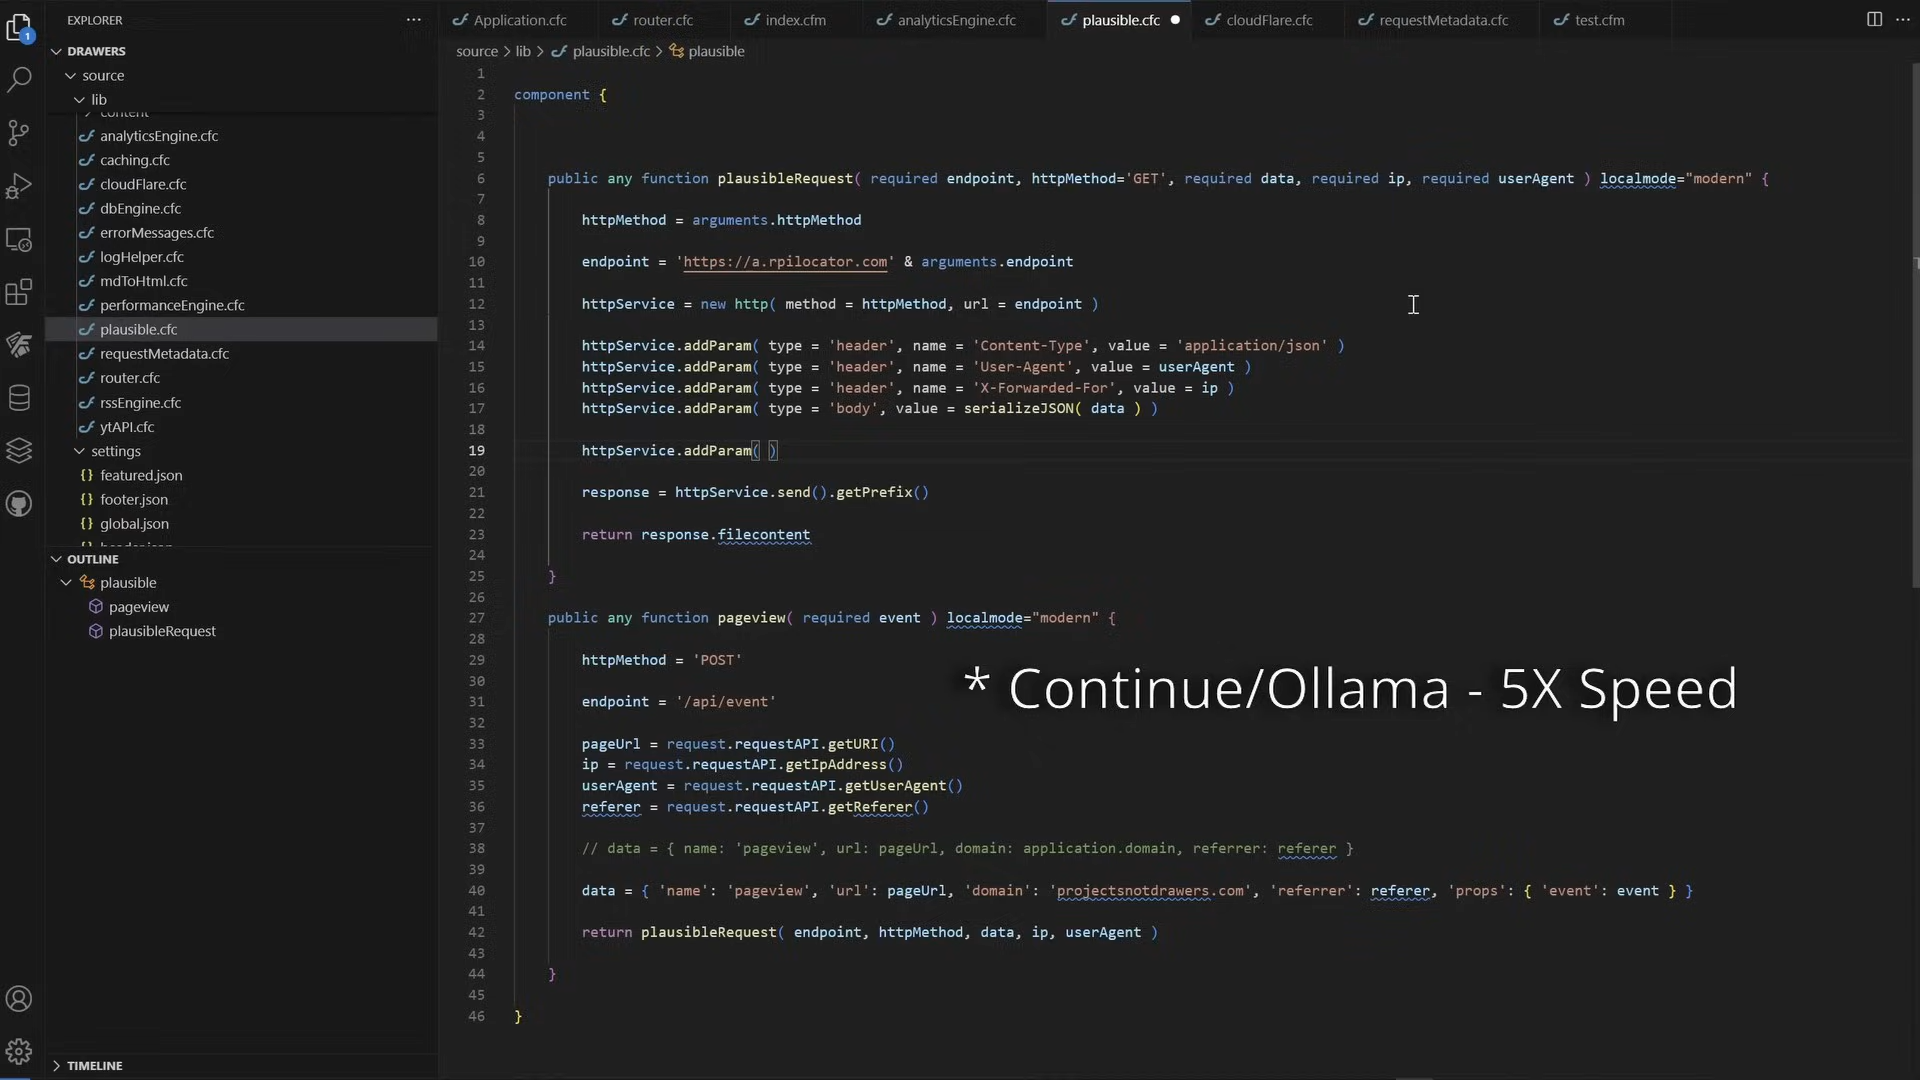 EXPLORER
DRAWERS
source
lib
content
analyticsEngine.cfc
caching.cfc
cloudFlare.cfc
dbEngine.cfc
errorMessages.cfc
logHelper.cfc
mdToHtml.cfc
performanceEngine.cfc
plausible.cfc
requestMetadata.cfc
router.cfc
rssEngine.cfc
ytAPI.cfc
settings
{} featured.json
{} footer.json
{} global.json
OUTLINE
plausible
pageview
plausibleRequest
TIMELINE
1
Application.cfc router.cfc index.cfm analyticsEngine.cfc plausible.cfc cloudFlare.cfc requestMetadata.cfc test.cfm
source > lib > plausible.cfc > plausible
1
2 component {
3
4
5
6 public any function plausibleRequest( required endpoint, httpMethod='GET', required data, required ip, required userAgent ) localmode="modern" {
7
8 httpMethod = arguments.httpMethod
9
10 endpoint = 'https://a.rpilocator.com' & arguments.endpoint
11
12 httpService = new http( method = httpMethod, url = endpoint )
13
14 httpService.addParam( type = 'header', name = 'Content-Type', value = 'application/json' )
15 httpService.addParam( type = 'header', name = 'User-Agent', value = userAgent )
16 httpService.addParam( type = 'header', name = 'X-Forwarded-For', value = ip )
17 httpService.addParam( type = 'body', value = serializeJSON( data ) )
18
19 httpService.addParam( )
20
21 response = httpService.send().getPrefix()
22
23 return response.filecontent
24
25 }
26
27 public any function pageview( required event ) localmode="modern" {
28
29 httpMethod = 'POST'
30
31 endpoint = '/api/event'
32
33 pageUrl = request.requestAPI.getURI()
34 ip = request.requestAPI.getIpAddress()
35 userAgent = request.requestAPI.getUserAgent()
36 referer = request.requestAPI.getReferer()
37
38 // data = { name: 'pageview', url: pageUrl, domain: application.domain, referrer: referer }
39
40 data = { 'name': 'pageview', 'url': pageUrl, 'domain': 'projectsnotdrawers.com', 'referrer': referer, 'props': { 'event': event } }
41
42 return plausibleRequest( endpoint, httpMethod, data, ip, userAgent )
43
44 }
45
46 }
* Continue/Ollama - 5X Speed